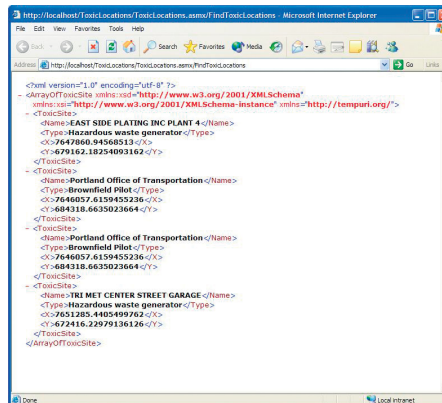 http://localhost/ToxicLocations/ToxicLocations.asmx/FindToxicLocations - Microsoft Internet Explorer
File Edit View Favorites Tools Help
Back Search Favorites Media
Address http://localhost/ToxicLocations/ToxicLocations.asmx/FindToxicLocations Go Links
<?xml version="1.0" encoding="utf-8" ?>
- <ArrayOfToxicSite xmlns:xsd="http://www.w3.org/2001/XMLSchema"
xmlns:xsi="http://www.w3.org/2001/XMLSchema-instance" xmlns="http://tempuri.org/">
- <ToxicSite>
<Name>EAST SIDE PLATING INC PLANT 4</Name>
<Type>Hazardous waste generator</Type>
<X>7647860.94568513</X>
<Y>679162.18254093162</Y>
</ToxicSite>
- <ToxicSite>
<Name>Portland Office of Transportation</Name>
<Type>Brownfield Pilot</Type>
<X>7646057.6159455236</X>
<Y>684318.6635023664</Y>
</ToxicSite>
- <ToxicSite>
<Name>Portland Office of Transportation</Name>
<Type>Brownfield Pilot</Type>
<X>7646057.6159455236</X>
<Y>684318.6635023664</Y>
</ToxicSite>
- <ToxicSite>
<Name>TRI MET CENTER STREET GARAGE</Name>
<Type>Hazardous waste generator</Type>
<X>7651285.4405499762</X>
<Y>672416.22979136126</Y>
</ToxicSite>
</ArrayOfToxicSite>
Done Local intranet